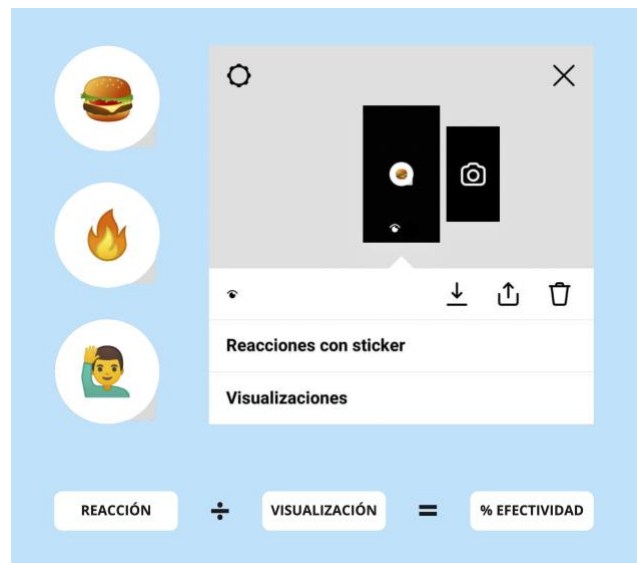 Reacciones con sticker
Visualizaciones
REACCIÓN ÷ VISUALIZACIÓN = % EFECTIVIDAD